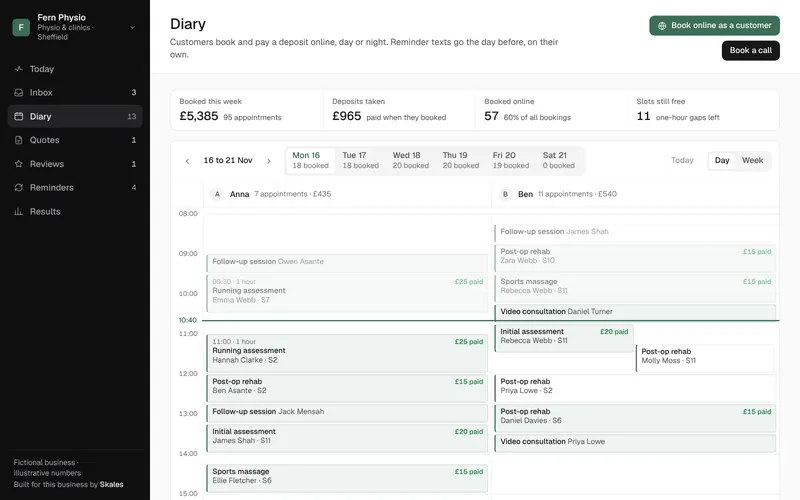 F
Fern Physio
Physio & clinics ·
Sheffield
Today
Inbox 3
Diary 13
Quotes 1
Reviews 1
Reminders 4
Results
Fictional business ·
illustrative numbers
Built for this business by Skales
Diary
Customers book and pay a deposit online, day or night. Reminder texts go the day before, on their
own.
Book online as a customer
Book a call
Booked this week
£5,385 95 appointments
Deposits taken
£965 paid when they booked
Booked online
57 60% of all bookings
Slots still free
11 one-hour gaps left
16 to 21 Nov
Mon 16
18 booked
Tue 17
18 booked
Wed 18
20 booked
Thu 19
20 booked
Fri 20
19 booked
Sat 21
0 booked
Today
Day
Week
A Anna 7 appointments · £435
B Ben 11 appointments · £540
08:00
09:00
10:00
10:40
11:00
12:00
13:00
14:00
15:00
Follow-up session Owen Asante
09:30 · 1 hour £25 paid
Running assessment
Emma Webb · S7
11:00 · 1 hour £25 paid
Running assessment
Hannah Clarke · S2
Post-op rehab £15 paid
Ben Asante · S2
Follow-up session Jack Mensah
Initial assessment £20 paid
James Shah · S11
Sports massage £15 paid
Ellie Fletcher · S6
Follow-up session James Shah
Post-op rehab £15 paid
Zara Webb · S10
Sports massage £15 paid
Rebecca Webb · S11
Video consultation Daniel Turner
Initial assessment £20 paid
Rebecca Webb · S11
Post-op rehab
Molly Moss · S11
Post-op rehab
Priya Lowe · S2
Post-op rehab £15 paid
Daniel Davies · S6
Video consultation Priya Lowe